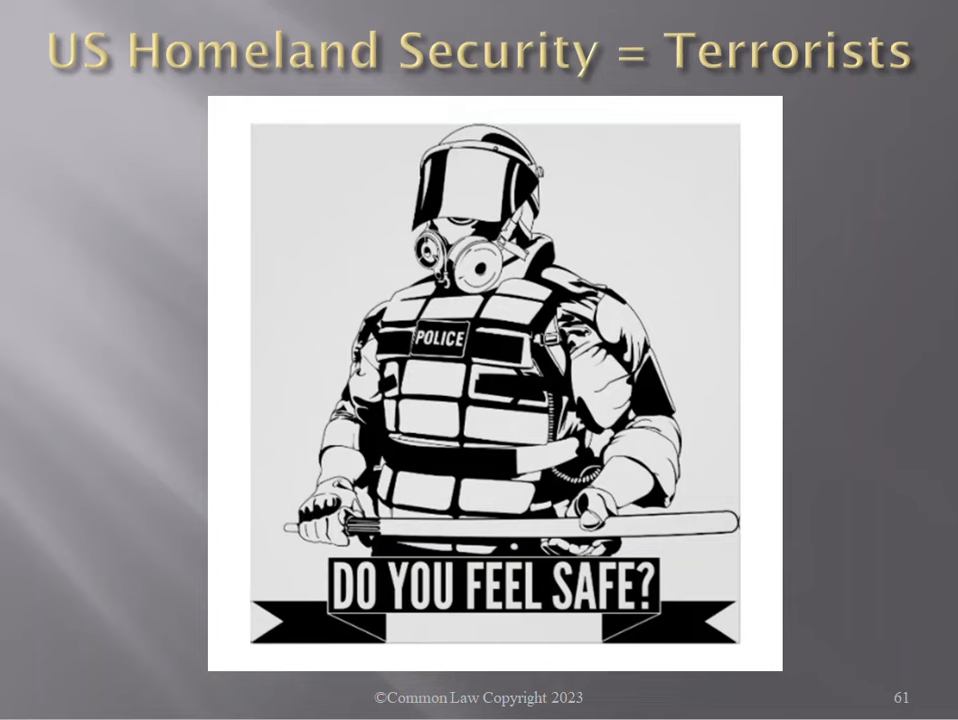 US Homeland Security = Terrorists
POLICE
DO YOU FEEL SAFE?
©Common Law Copyright 2023
61